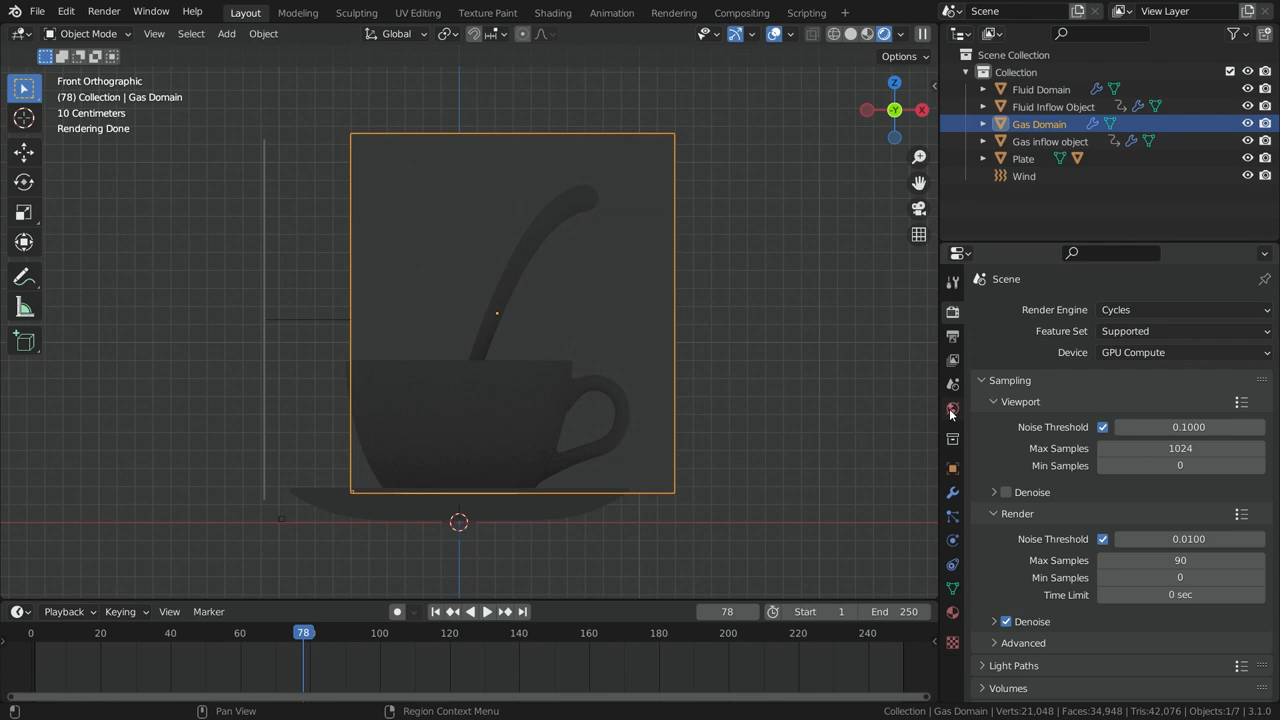 File Edit Render Window Help Layout Modeling Sculpting UV Editing Texture Paint Shading Animation Rendering Compositing Scripting + Scene View Layer
Object Mode View Select Add Object Global
Options
Front Orthographic
(78) Collection | Gas Domain
10 Centimeters
Rendering Done
Z
X
-Y
Scene Collection
Collection
Fluid Domain
Fluid Inflow Object
Gas Domain
Gas inflow object
Plate
Wind
Scene
Render Engine Cycles
Feature Set Supported
Device GPU Compute
Sampling
Viewport
Noise Threshold 0.1000
Max Samples 1024
Min Samples 0
Denoise
Render
Noise Threshold 0.0100
Max Samples 90
Min Samples 0
Time Limit 0 sec
Denoise
Advanced
Light Paths
Volumes
Playback Keying View Marker 78 Start 1 End 250
0 20 40 60 78 100 120 140 160 180 200 220 240
Pan View Region Context Menu Collection | Gas Domain | Verts:21,048 | Faces:34,948 | Tris:42,076 | Objects:1/7 | 3.1.0